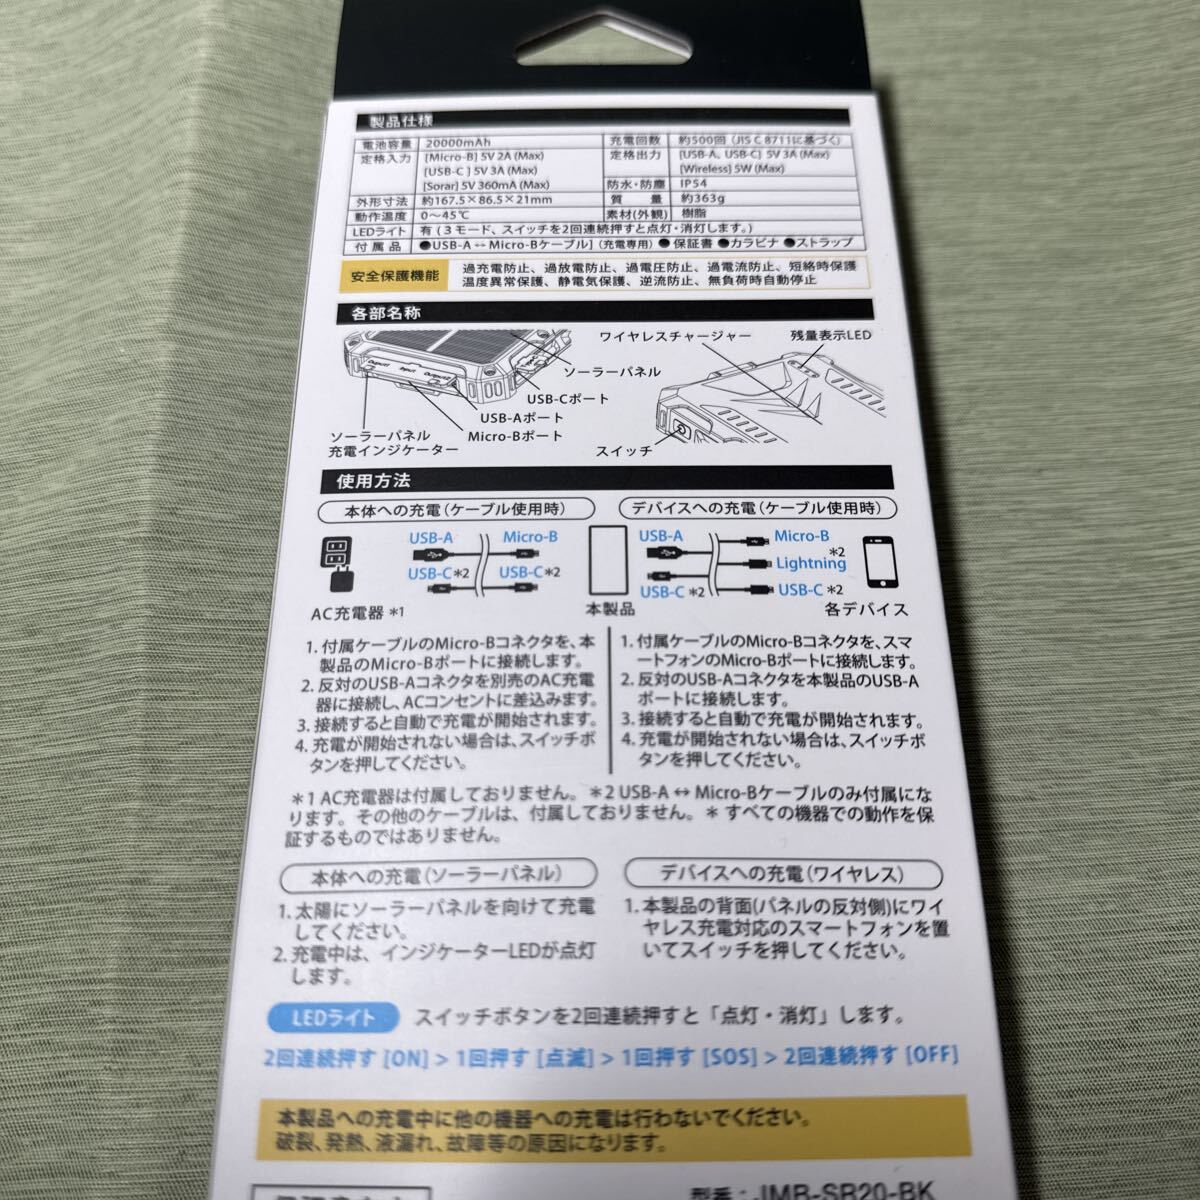 製品仕様
電池容量 20000mAh 充電回数 約500回 (JIS C 8711に基づく)
定格入力 [Micro-B] 5V 2A (Max) 定格出力 [USB-A、USB-C] 5V 3A (Max)
[USB-C ] 5V 3A (Max) [Wireless] 5W (Max)
[Sorar] 5V 360mA (Max) 防水・防塵 IP54
外形寸法 約167.5×86.5×21mm 質 量 約363g
動作温度 0～45℃ 素材(外観) 樹脂
LEDライト 有 ( 3 モード、スイッチを2回連続押すと点灯・消灯します。)
付 属 品 ●USB-A ↔ Micro-Bケーブル] (充電専用) ● 保証書 ●カラビナ ●ストラップ
安全保護機能 過充電防止、過放電防止、過電圧防止、過電流防止、短絡時保護
温度異常保護、静電気保護、逆流防止、無負荷時自動停止
各部名称
ワイヤレスチャージャー 残量表示LED
Output1 Input Output2
ソーラーパネル
USB-Cポート
USB-Aポート
Micro-Bポート
ソーラーパネル
充電インジケーター
スイッチ
使用方法
本体への充電(ケーブル使用時) デバイスへの充電(ケーブル使用時)
USB-A Micro-B USB-A Micro-B
*2
Lightning
USB-C*2 USB-C*2 USB-C *2 USB-C *2
AC充電器 *1 本製品 各デバイス
1. 付属ケーブルのMicro-Bコネクタを、本
製品のMicro-Bポートに接続します。
2. 反対のUSB-Aコネクタを別売のAC充電
器に接続し、ACコンセントに差込みます。
3. 接続すると自動で充電が開始されます。
4. 充電が開始されない場合は、スイッチボ
タンを押してください。
1. 付属ケーブルのMicro-Bコネクタを、スマ
ートフォンのMicro-Bポートに接続します。
2. 反対のUSB-Aコネクタを本製品のUSB-A
ポートに接続します。
3. 接続すると自動で充電が開始されます。
4. 充電が開始されない場合は、スイッチボ
タンを押してください。
*1 AC充電器は付属しておりません。*2 USB-A ↔ Micro-Bケーブルのみ付属にな
ります。その他のケーブルは、付属しておりません。* すべての機器での動作を保
証するものではありません。
本体への充電(ソーラーパネル) デバイスへの充電(ワイヤレス)
1. 太陽にソーラーパネルを向けて充電
してください。
2. 充電中は、インジケーターLEDが点灯
します。
1. 本製品の背面(パネルの反対側)にワイ
ヤレス充電対応のスマートフォンを置
いてスイッチを押してください。
LEDライト スイッチボタンを2回連続押すと「点灯・消灯」します。
2回連続押す [ON] > 1回押す [点滅] > 1回押す [SOS] > 2回連続押す [OFF]
本製品への充電中に他の機器への充電は行わないでください。
破裂、発熱、液漏れ、故障等の原因になります。
型番：JMB-SR20-BK